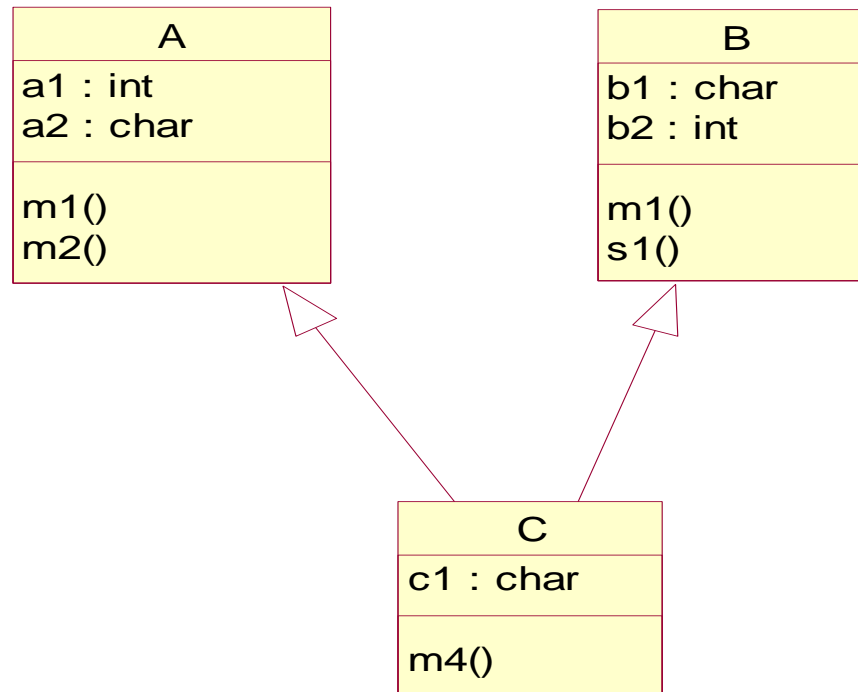 A
a1 : int
a2 : char
m1()
m2()
B
b1 : char
b2 : int
m1()
s1()
C
c1 : char
m4()